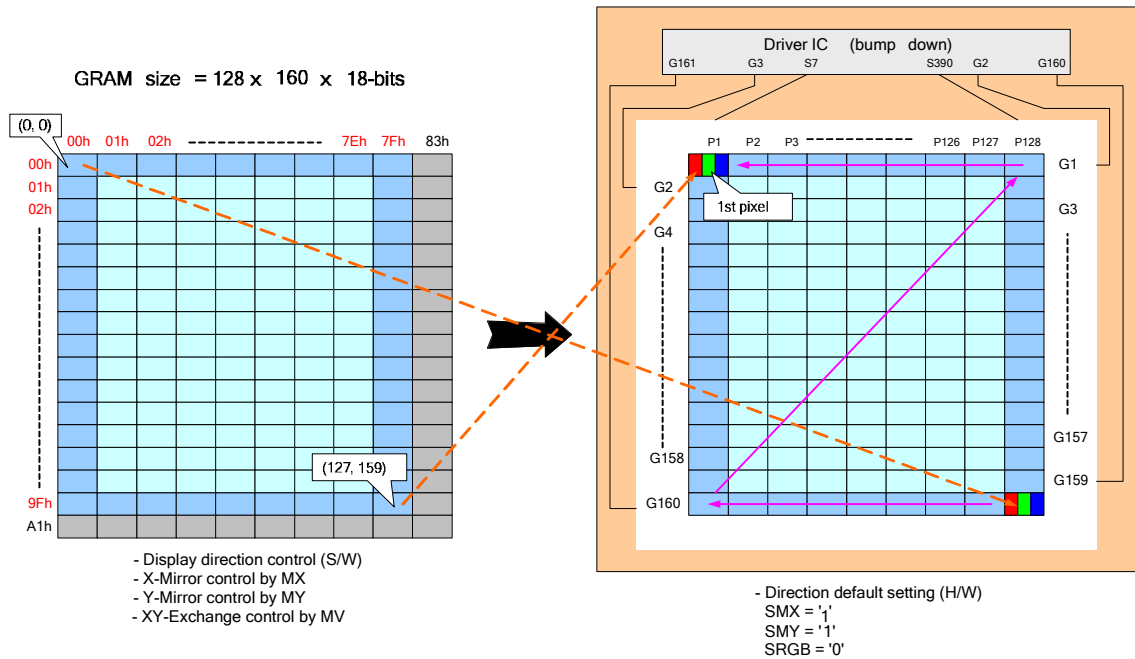 GRAM size = 128 x 160 x 18-bits
(0, 0)
00h 01h 02h 7Eh 7Fh 83h
00h
01h
02h
9Fh
A1h
(127, 159)
- Display direction control (S/W)
- X-Mirror control by MX
- Y-Mirror control by MY
- XY-Exchange control by MV
Driver IC (bump down)
G161 G3 S7 S390 G2 G160
P1 P2 P3 P126 P127 P128
G1
G2
1st pixel
G3
G4
G157
G158
G159
G160
- Direction default setting (H/W)
SMX = '1'
SMY = '1'
SRGB = '0'